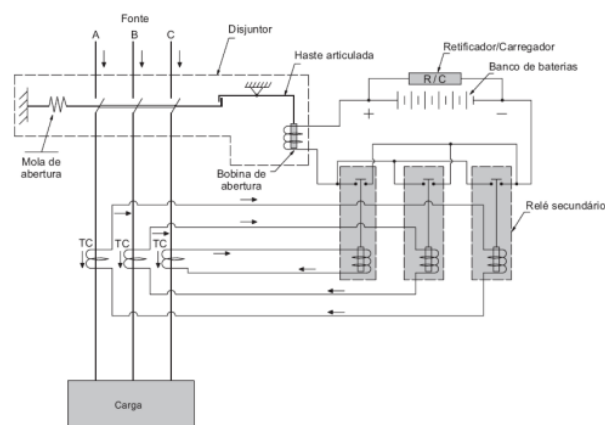 Fonte
A B C
Disjuntor
Haste articulada
Retificador/Carregador
R / C
Banco de baterias
+ −
Mola de
abertura
Bobina de
abertura
Relé secundário
TC TC TC
Carga